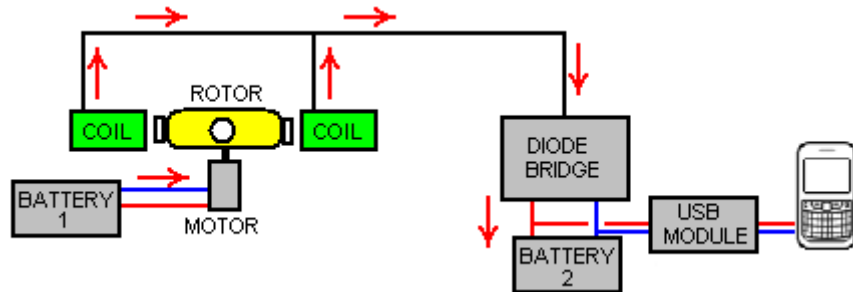 ROTOR
COIL
COIL
DIODE
BRIDGE
BATTERY
1
MOTOR
USB
MODULE
BATTERY
2